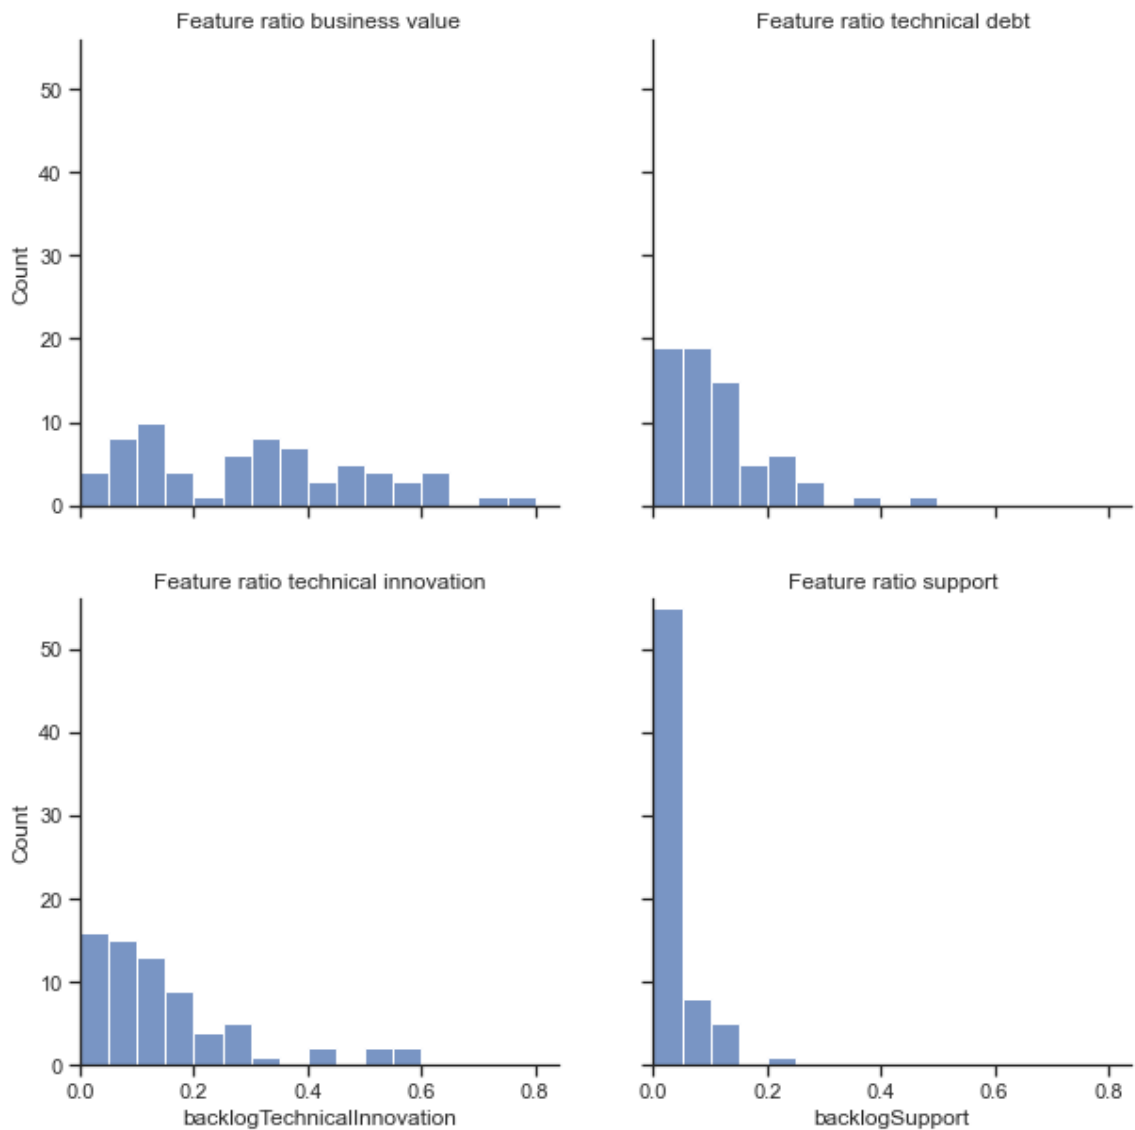 Feature ratio business value
Feature ratio technical debt
50
40
30
20
10
0
Count
Feature ratio technical innovation
Feature ratio support
50
40
30
20
10
0
Count
0.0 0.2 0.4 0.6 0.8
0.0 0.2 0.4 0.6 0.8
backlogTechnicalInnovation
backlogSupport